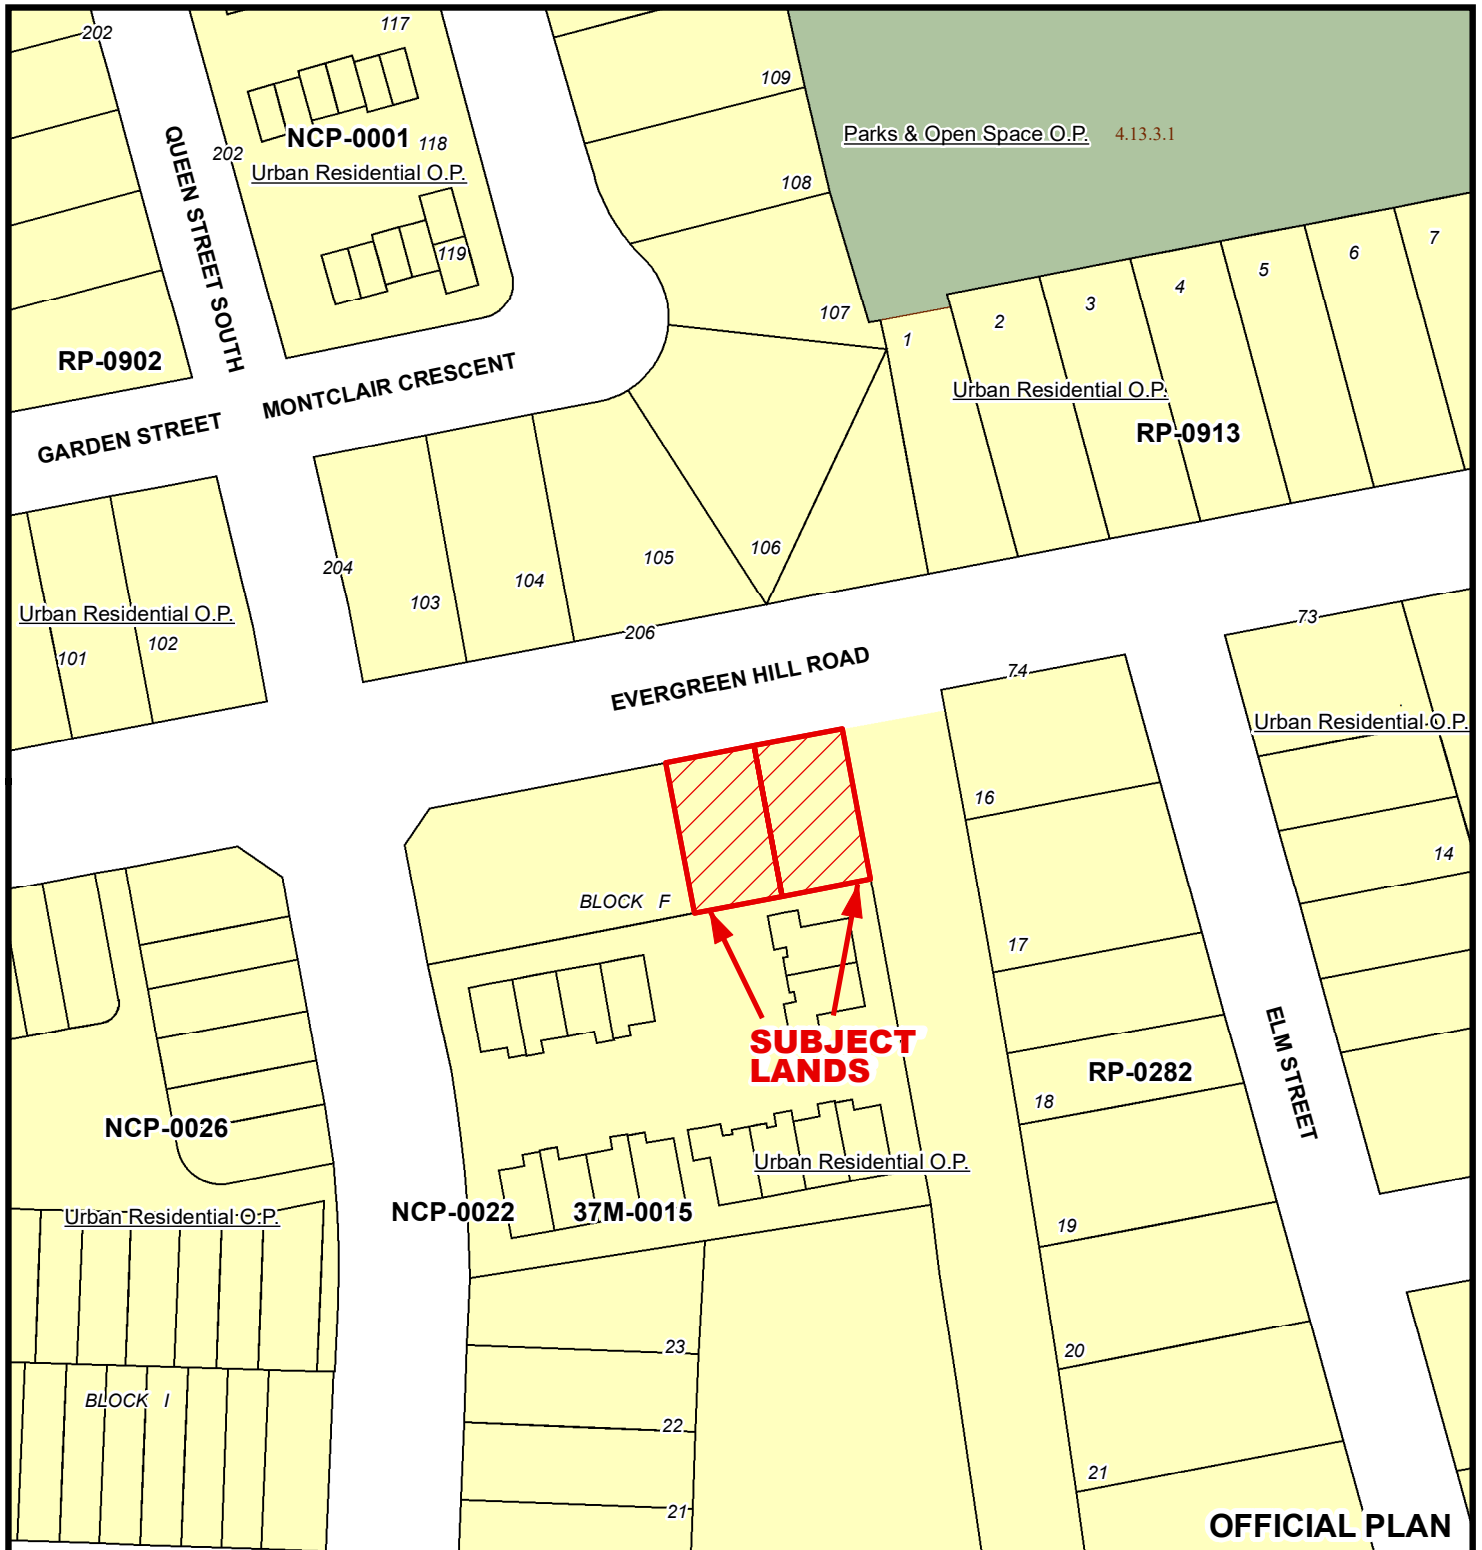 202
117
109
Parks & Open Space O.P. 4.13.3.1
NCP-0001
118
202
Urban Residential O.P.
108
QUEEN STREET SOUTH
119
7
6
5
4
3
2
1
107
RP-0902
MONTCLAIR CRESCENT
Urban Residential O.P.
GARDEN STREET
RP-0913
106
105
204
104
103
Urban Residential O.P.
73
206
102
101
EVERGREEN HILL ROAD
74
Urban Residential O.P.
16
14
BLOCK F
17
SUBJECT
LANDS
ELM STREET
RP-0282
18
NCP-0026
Urban Residential O.P.
NCP-0022
37M-0015
Urban Residential O.P.
19
23
20
BLOCK I
22
21
21
OFFICIAL PLAN